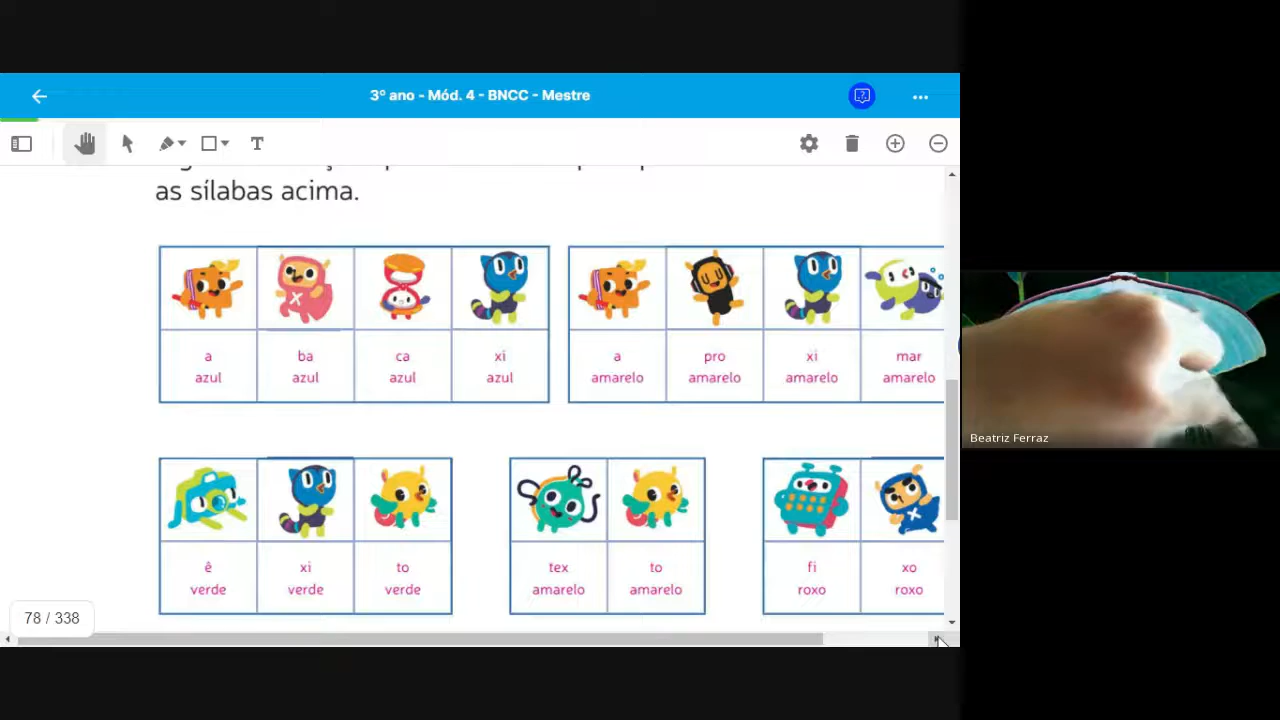 3º ano - Mód. 4 - BNCC - Mestre
T
as sílabas acima.
a ba ca xi
azul azul azul azul
a pro xi mar
amarelo amarelo amarelo amarelo
ê xi to
verde verde verde
tex to
amarelo amarelo
fi xo
roxo roxo
78 / 338
Beatriz Ferraz